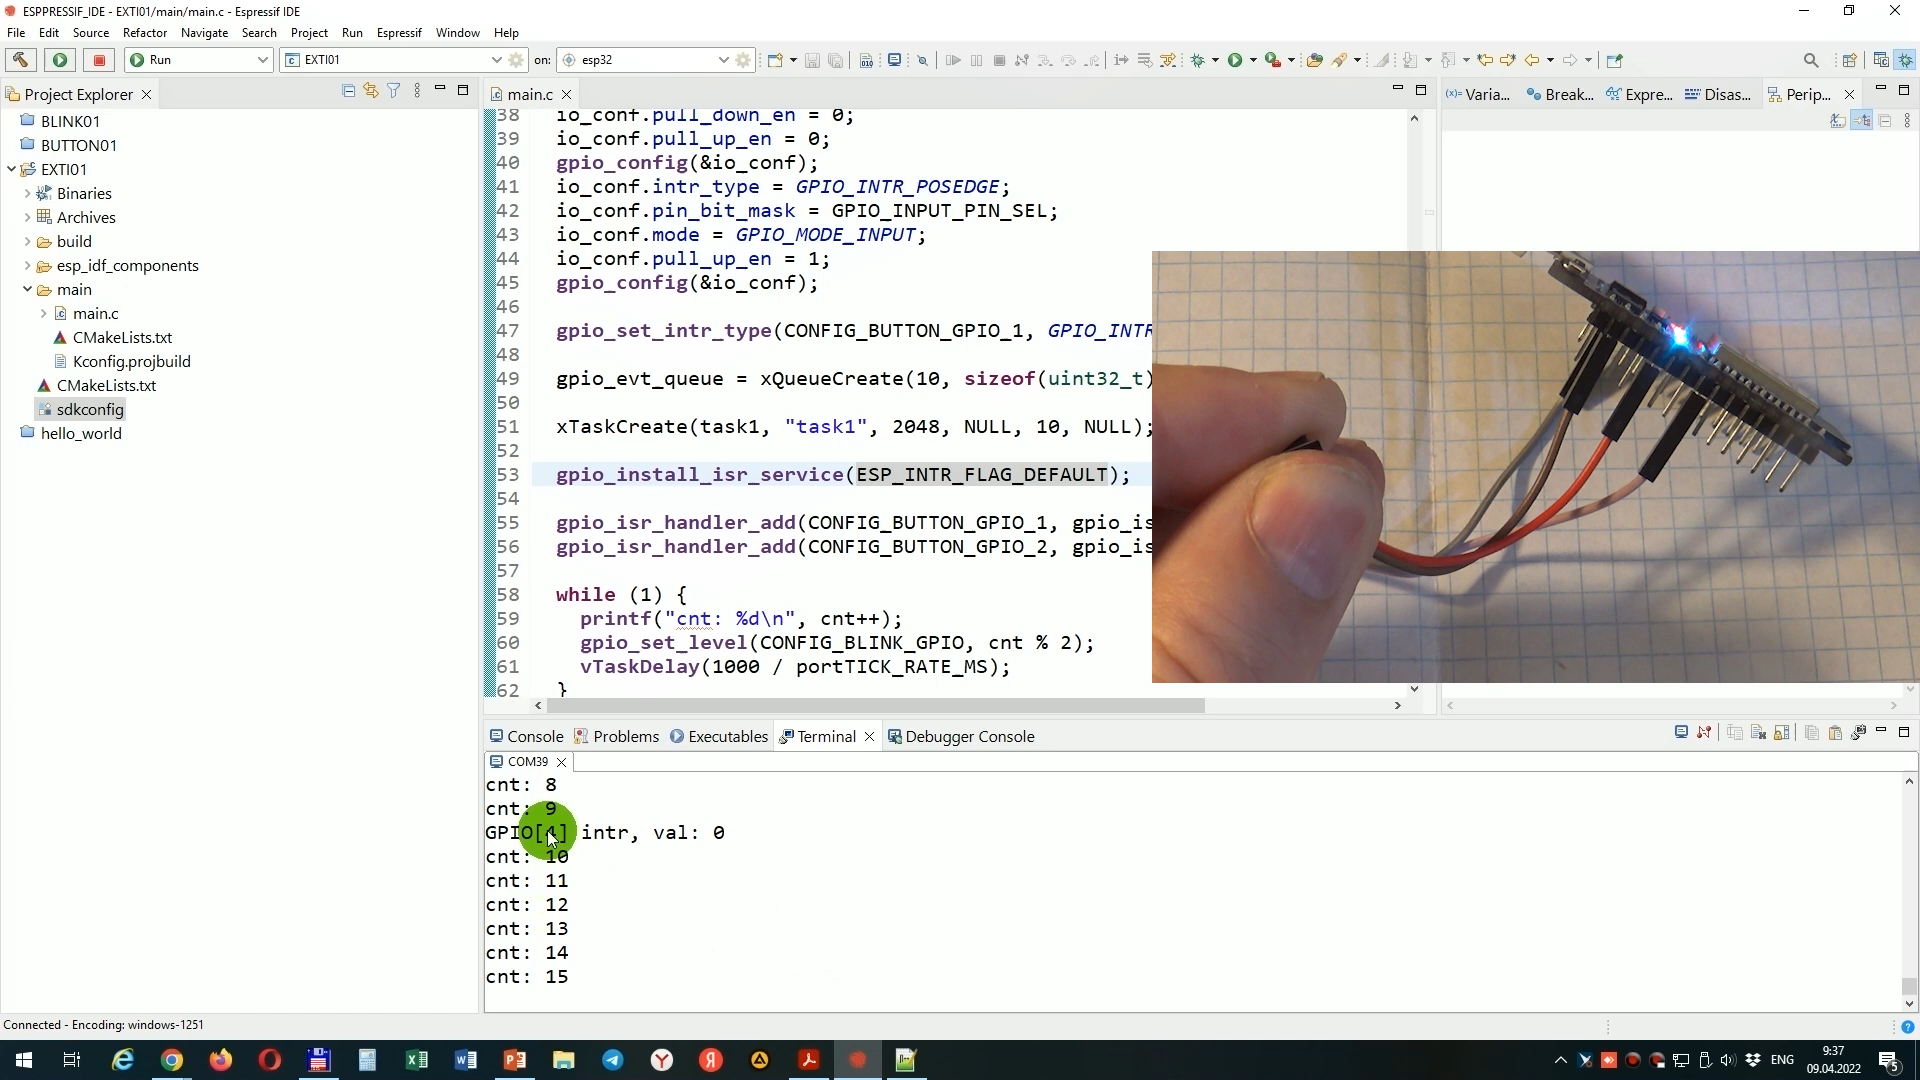 ESPPRESSIF_IDE - EXTI01/main/main.c - Espressif IDE
File Edit Source Refactor Navigate Search Project Run Espressif Window Help
Run EXTI01 on: esp32
Project Explorer
BLINK01
BUTTON01
EXTI01
Binaries
Archives
build
esp_idf_components
main
main.c
CMakeLists.txt
Kconfig.projbuild
CMakeLists.txt
sdkconfig
hello_world
main.c
38 io_conf.pull_down_en = 0;
39 io_conf.pull_up_en = 0;
40 gpio_config(&io_conf);
41 io_conf.intr_type = GPIO_INTR_POSEDGE;
42 io_conf.pin_bit_mask = GPIO_INPUT_PIN_SEL;
43 io_conf.mode = GPIO_MODE_INPUT;
44 io_conf.pull_up_en = 1;
45 gpio_config(&io_conf);
46
47 gpio_set_intr_type(CONFIG_BUTTON_GPIO_1, GPIO_INTR
48
49 gpio_evt_queue = xQueueCreate(10, sizeof(uint32_t)
50
51 xTaskCreate(task1, "task1", 2048, NULL, 10, NULL);
52
53 gpio_install_isr_service(ESP_INTR_FLAG_DEFAULT);
54
55 gpio_isr_handler_add(CONFIG_BUTTON_GPIO_1, gpio_is
56 gpio_isr_handler_add(CONFIG_BUTTON_GPIO_2, gpio_is
57
58 while (1) {
59 printf("cnt: %d\n", cnt++);
60 gpio_set_level(CONFIG_BLINK_GPIO, cnt % 2);
61 vTaskDelay(1000 / portTICK_RATE_MS);
62 }
(x)= Varia... Break... Expre... Disas... Perip...
Console Problems Executables Terminal Debugger Console
COM39
cnt: 8
cnt: 9
GPIO[4] intr, val: 0
cnt: 10
cnt: 11
cnt: 12
cnt: 13
cnt: 14
cnt: 15
Connected - Encoding: windows-1251
ENG
9:37
09.04.2022
5